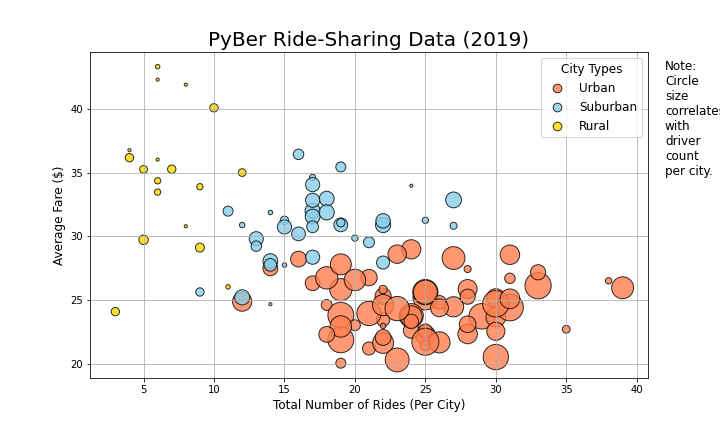 PyBer Ride-Sharing Data (2019)
City Types
Urban
Suburban
Rural
Note:
Circle
size
correlates
with
driver
count
per city.
Average Fare ($)
40
35
30
25
20
5 10 15 20 25 30 35 40
Total Number of Rides (Per City)